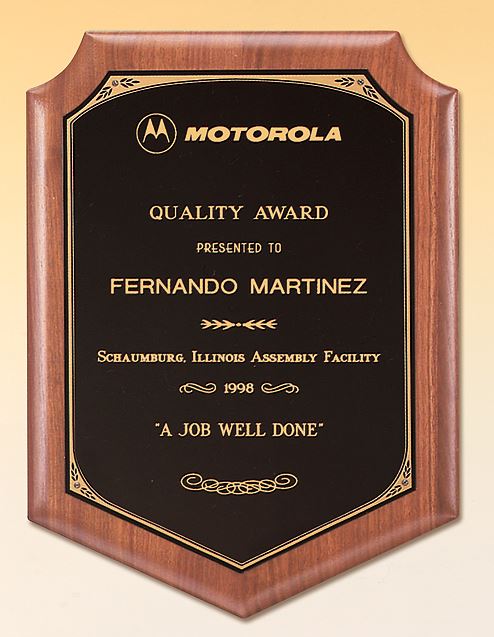 MOTOROLA
QUALITY AWARD
PRESENTED TO
FERNANDO MARTINEZ
SCHAUMBURG, ILLINOIS ASSEMBLY FACILITY
1998
"A JOB WELL DONE"